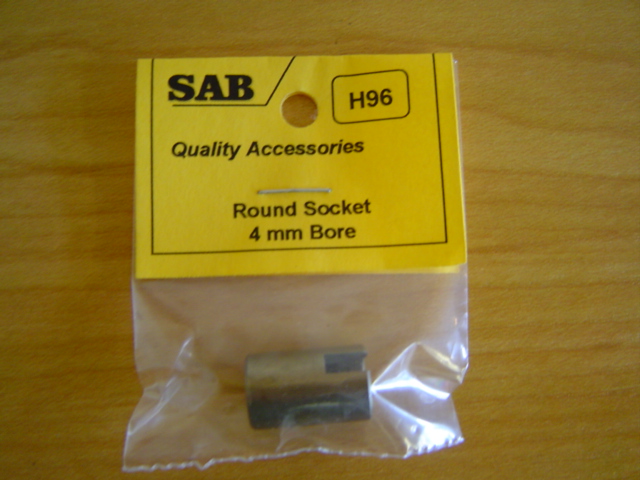 SAB
H96
Quality Accessories
Round Socket
4 mm Bore